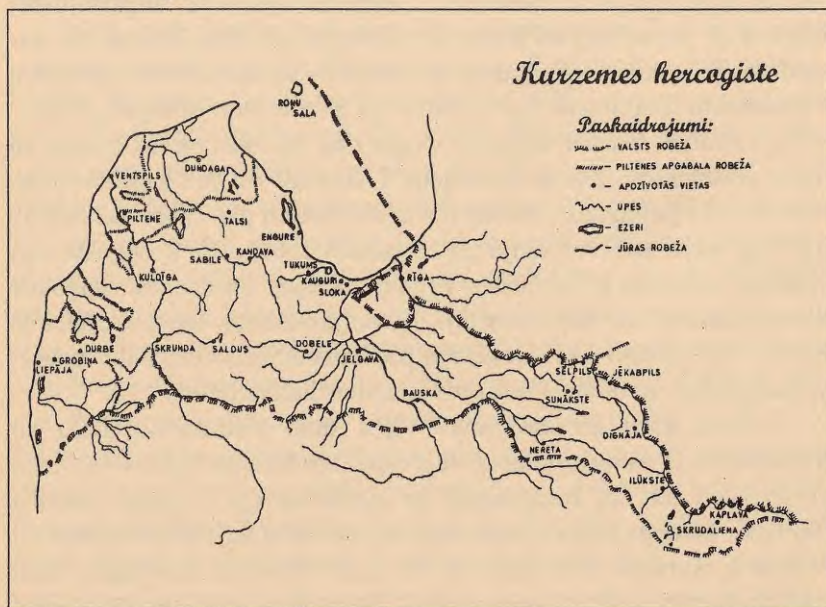 Kurzemes hercogiste
Paskaidrojumi:
VALSTS ROBEŽA
PILTENES APGABALA ROBEŽA
APDZĪVOTĀS VIETAS
UPES
EZERI
JŪRAS ROBEŽA
ROŅU
SALA
DUNDAGA
VENTSPILS
PILTENE
TALSI
ENGURE
SABILE
KANDAVA
TUKUMS
KAUGURI
SLOKA
RĪGA
KULDĪGA
DURBE
SKRUNDA
SALDUS
DOBELE
GROBIŅA
LIEPĀJA
JELGAVA
BAUSKA
SĒLPILS
JĒKABPILS
SUNĀKSTE
DIGNĀJA
NERETA
ILŪKSTE
KAPLAVA
SKRUDALIENA